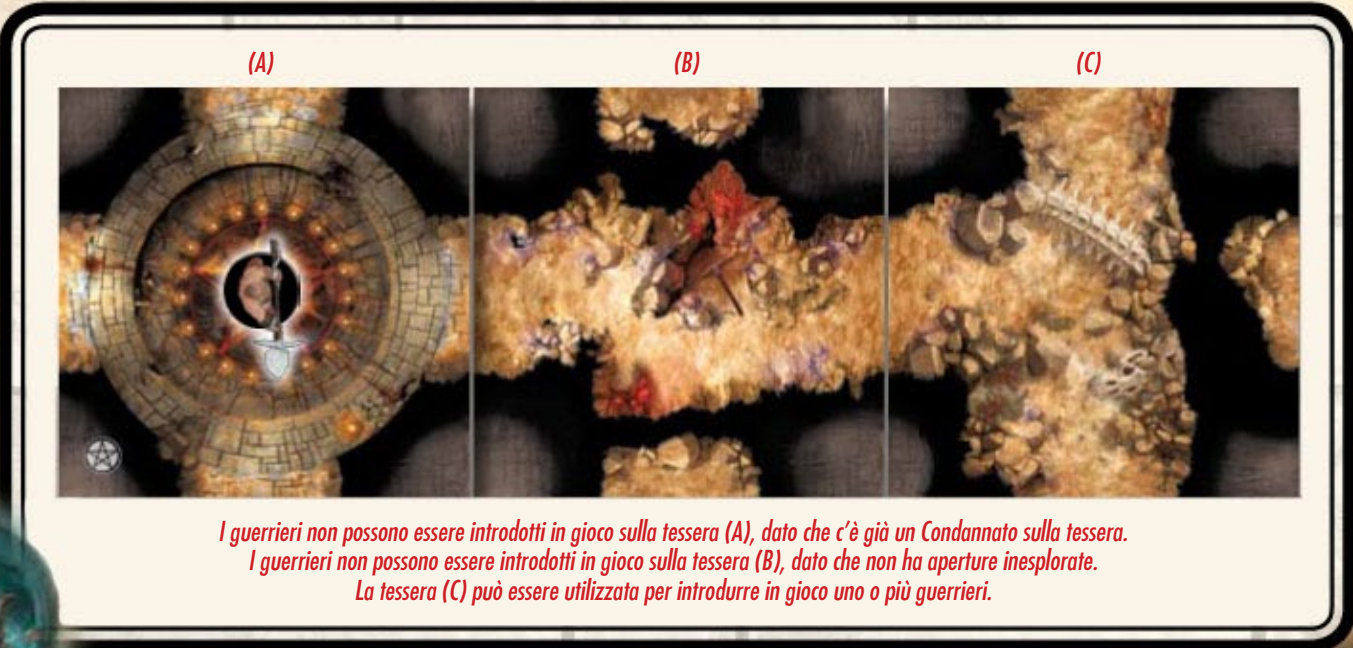 (A)
(B)
(C)
I guerrieri non possono essere introdotti in gioco sulla tessera (A), dato che c'è già un Condannato sulla tessera.
I guerrieri non possono essere introdotti in gioco sulla tessera (B), dato che non ha aperture inesplorate.
La tessera (C) può essere utilizzata per introdurre in gioco uno o più guerrieri.